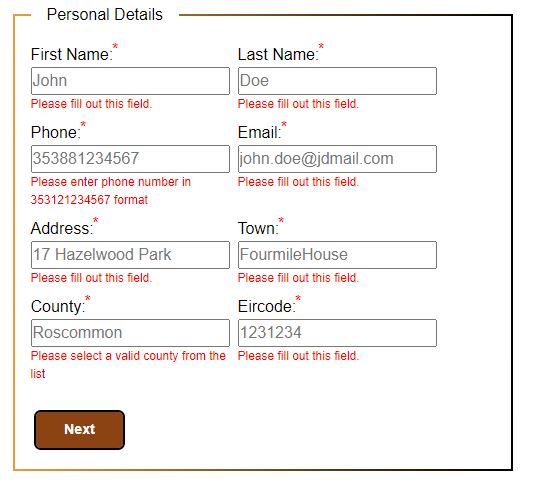 Personal Details
First Name:* Last Name:*
John Doe
Please fill out this field. Please fill out this field.
Phone:* Email:*
353881234567 john.doe@jdmail.com
Please enter phone number in Please fill out this field.
353121234567 format
Address:* Town:*
17 Hazelwood Park FourmileHouse
Please fill out this field. Please fill out this field.
County:* Eircode:*
Roscommon 1231234
Please select a valid county from the Please fill out this field.
list
Next